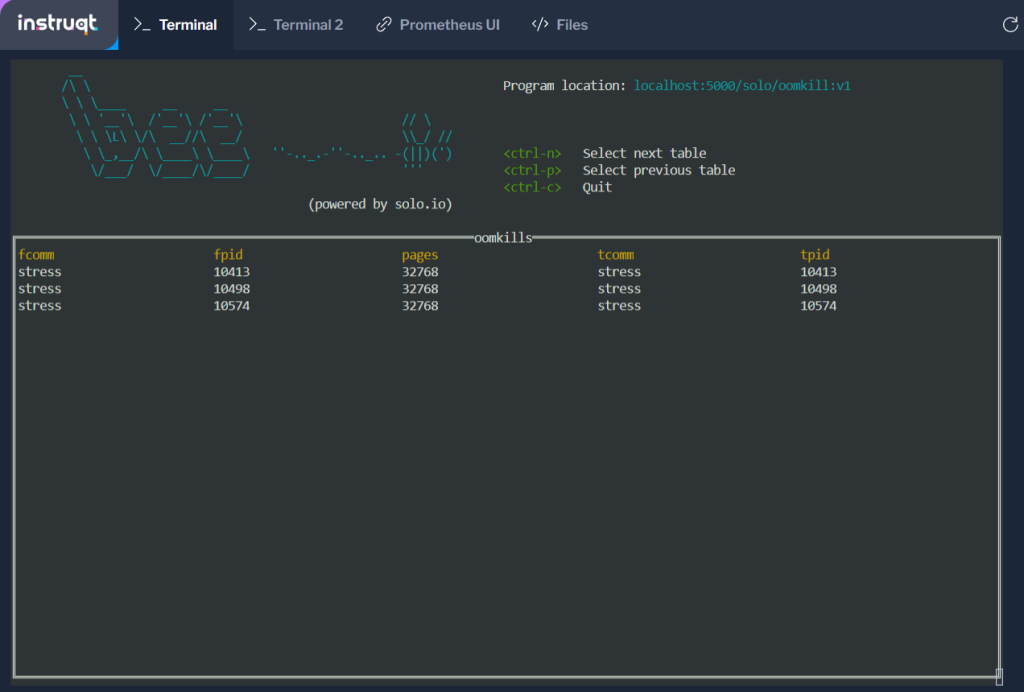 instruqt
>_ Terminal
>_ Terminal 2
Prometheus UI
</> Files
bee
Program location: localhost:5000/solo/oomkill:v1
<ctrl-n> Select next table
<ctrl-p> Select previous table
<ctrl-c> Quit
(powered by solo.io)
oomkills
fcomm fpid pages tcomm tpid
stress 10413 32768 stress 10413
stress 10498 32768 stress 10498
stress 10574 32768 stress 10574